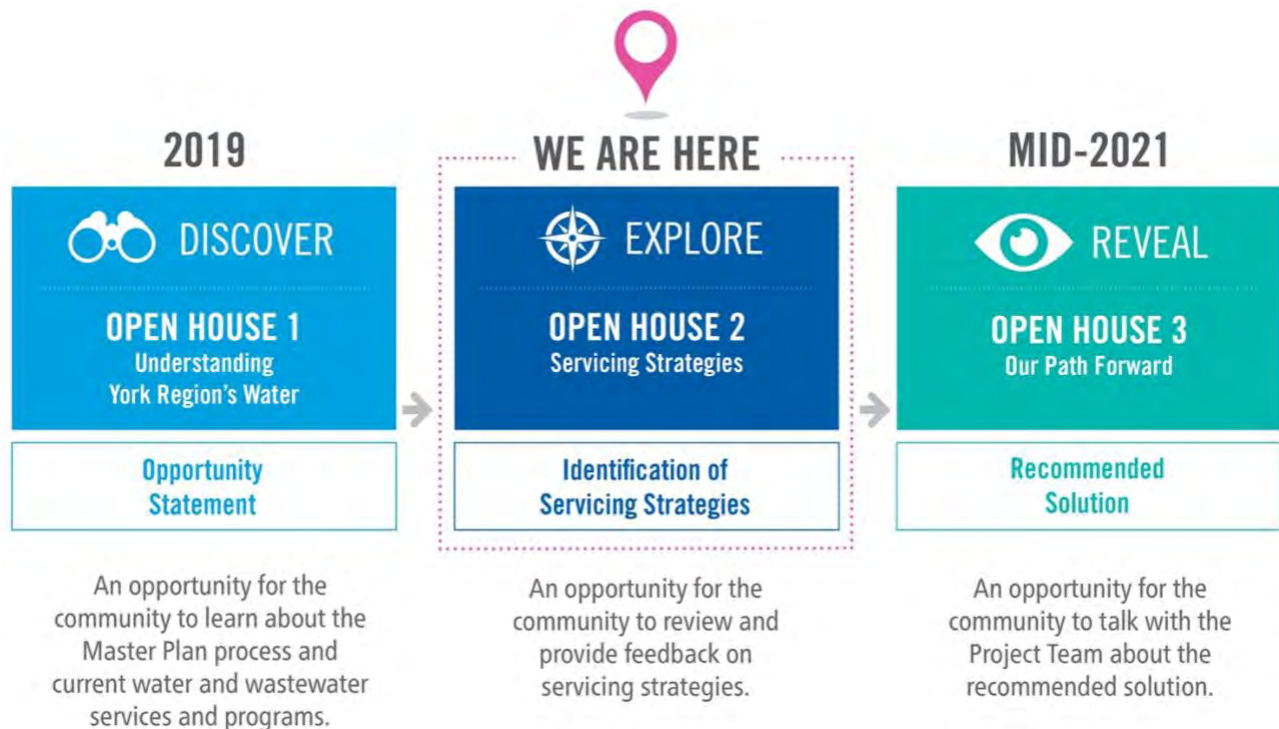 2019
DISCOVER
OPEN HOUSE 1
Understanding
York Region's Water
Opportunity
Statement
An opportunity for the
community to learn about the
Master Plan process and
current water and wastewater
services and programs.
WE ARE HERE
EXPLORE
OPEN HOUSE 2
Servicing Strategies
Identification of
Servicing Strategies
An opportunity for the
community to review and
provide feedback on
servicing strategies.
MID-2021
REVEAL
OPEN HOUSE 3
Our Path Forward
Recommended
Solution
An opportunity for the
community to talk with the
Project Team about the
recommended solution.